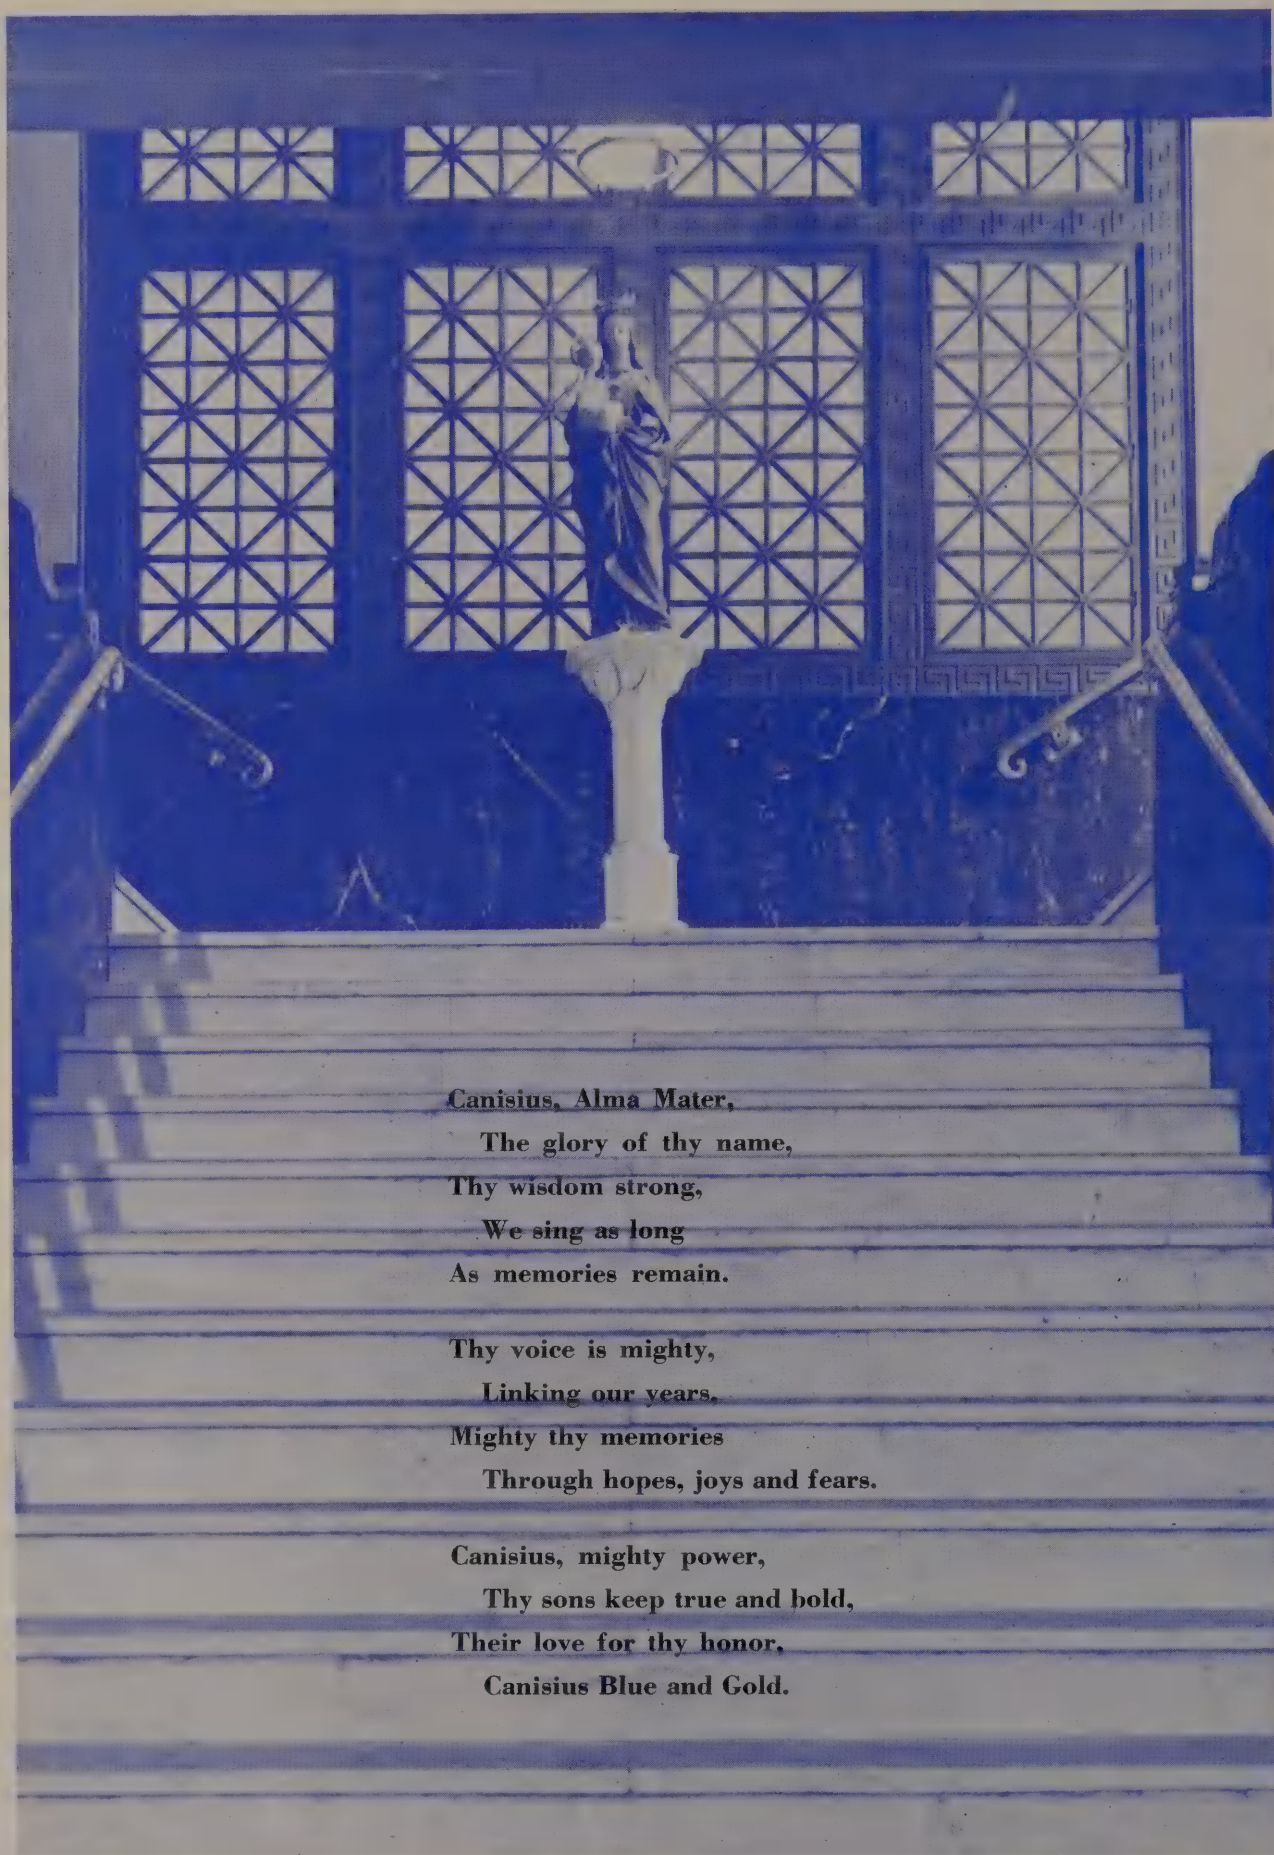 Canisius, Alma Mater,
The glory of thy name,
Thy wisdom strong,
We sing as long
As memories remain.
Thy voice is mighty,
Linking our years,
Mighty thy memories
Through hopes, joys and fears.
Canisius, mighty power,
Thy sons keep true and bold,
Their love for thy honor,
Canisius Blue and Gold.